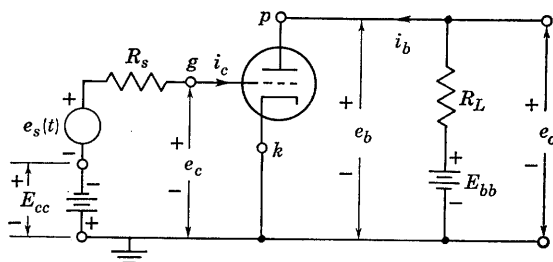 p
R_s
g
i_c
i_b
+
e_s(t)
−
+
E_cc
−
−
+
+
e_c
−
k
+
e_b
−
R_L
+
E_bb
−
+
e_o
−